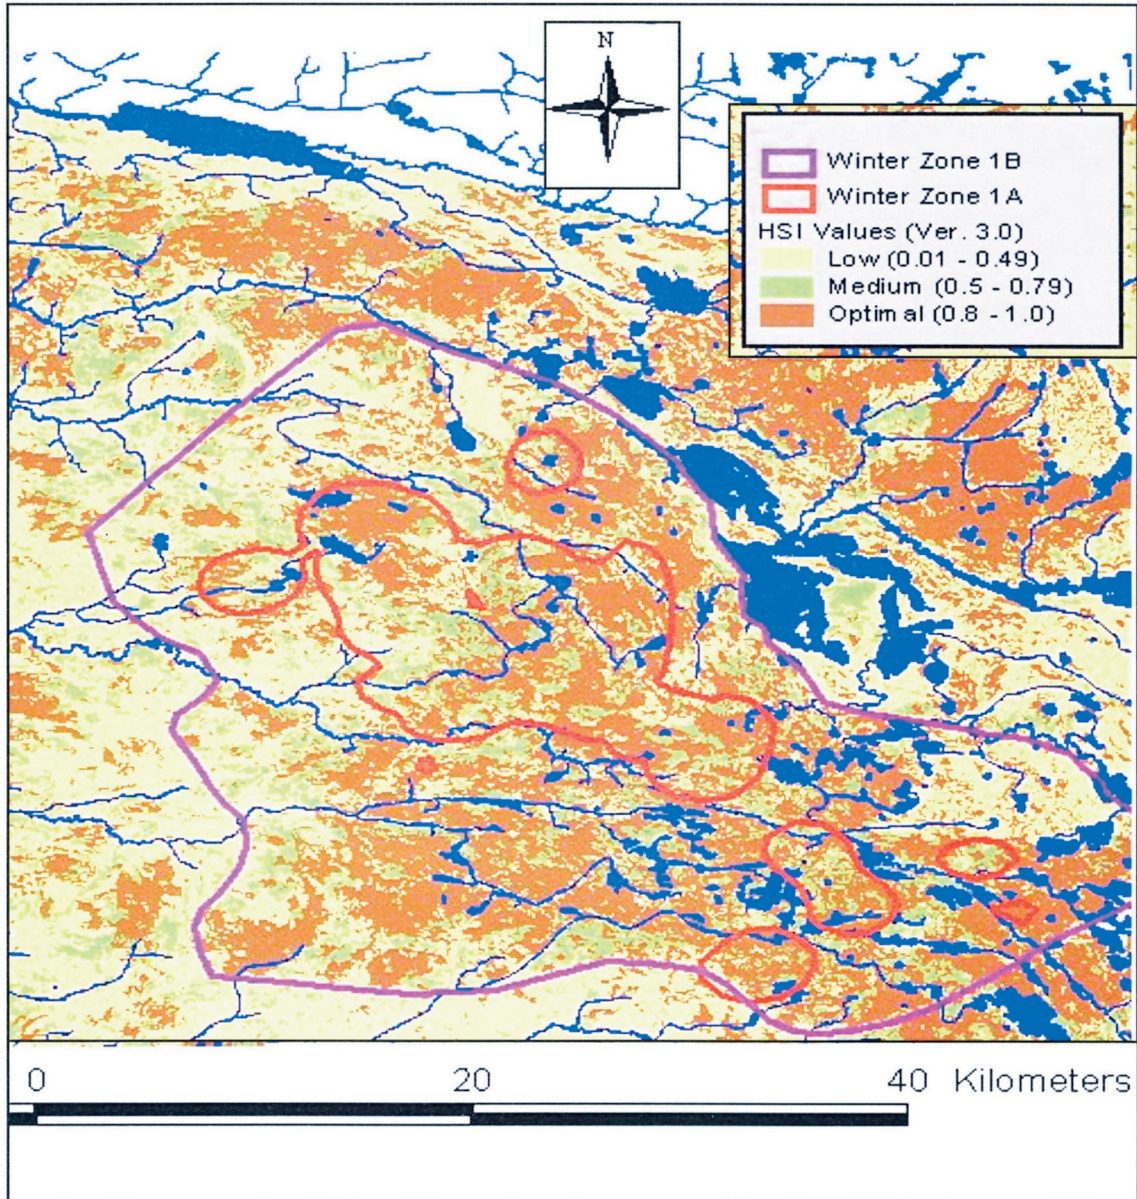 N
Winter Zone 1B
Winter Zone 1A
HSI Values (Ver. 3.0)
Low (0.01 - 0.49)
Medium (0.5 - 0.79)
Optimal (0.8 - 1.0)
0 20 40 Kilometers